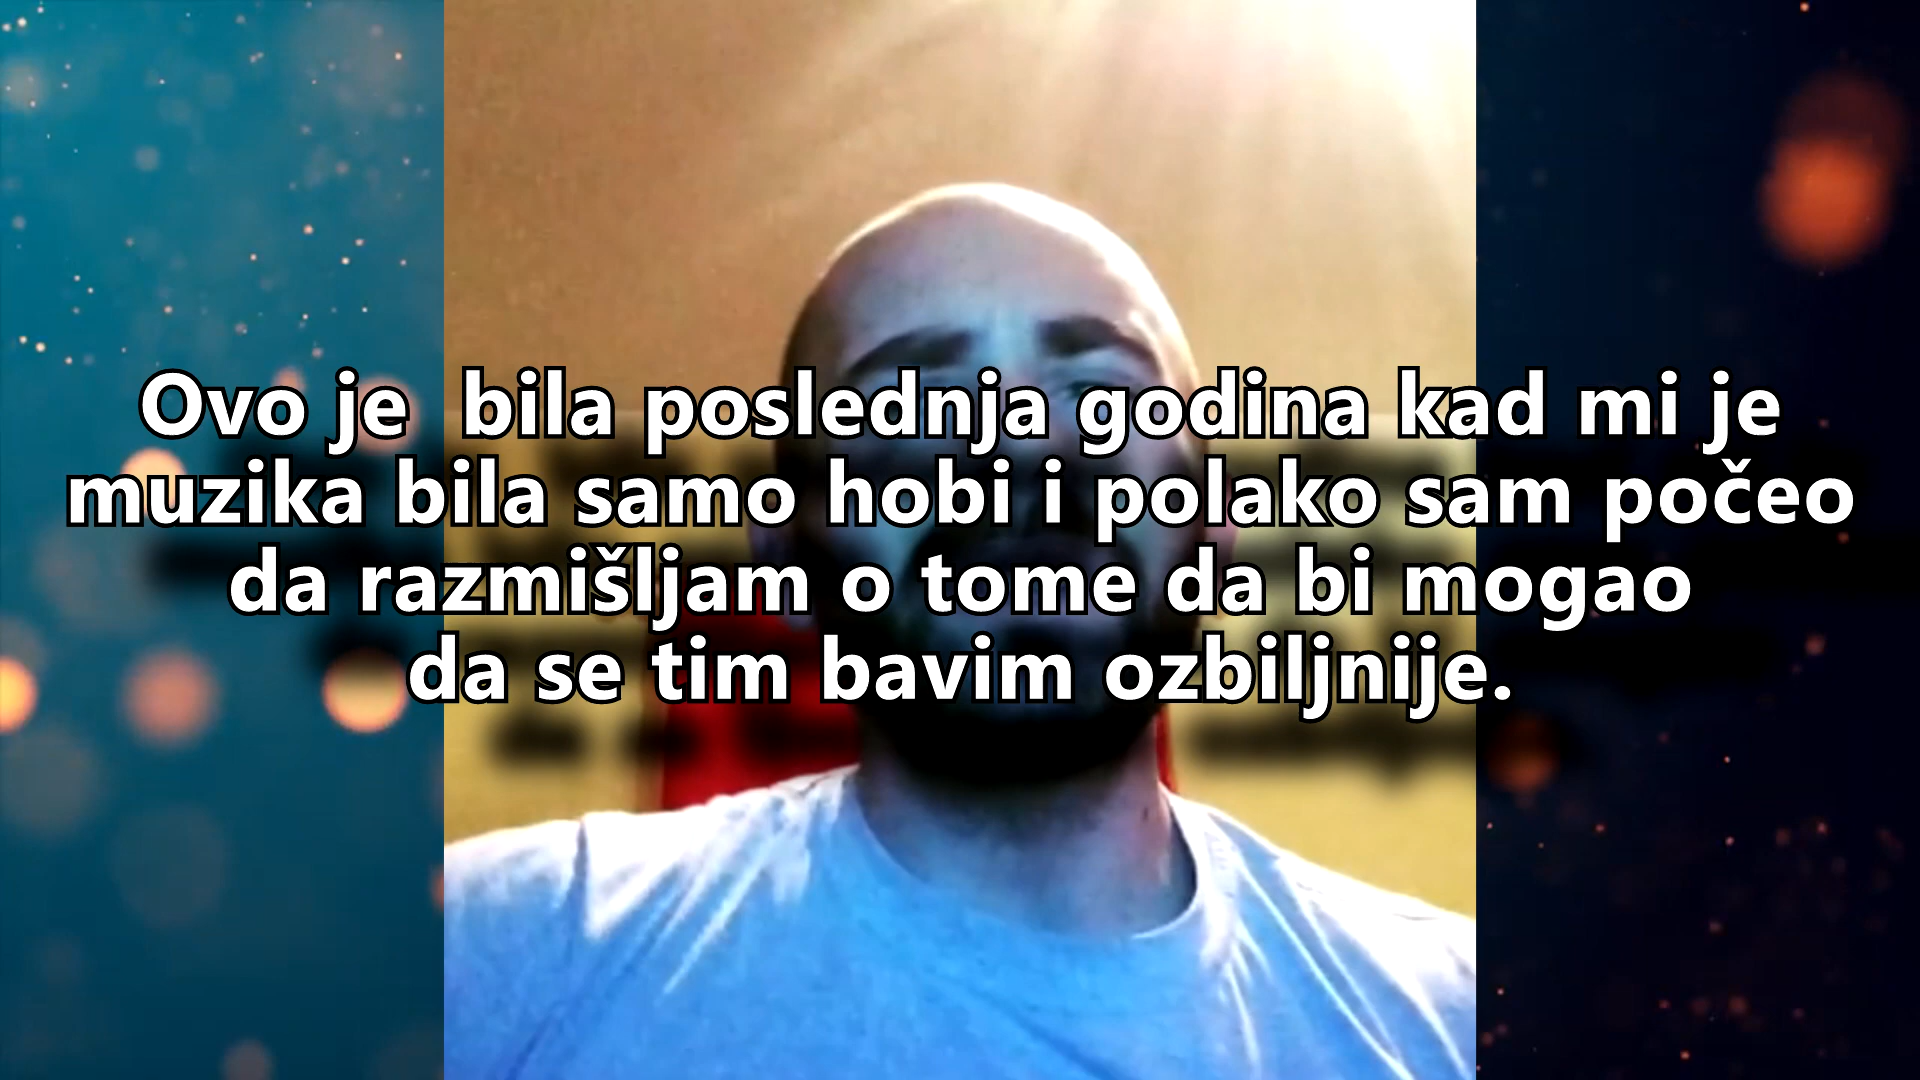 Ovo je  bila poslednja godina kad mi je
muzika bila samo hobi i polako sam počeo
da razmišljam o tome da bi mogao
da se tim bavim ozbiljnije.